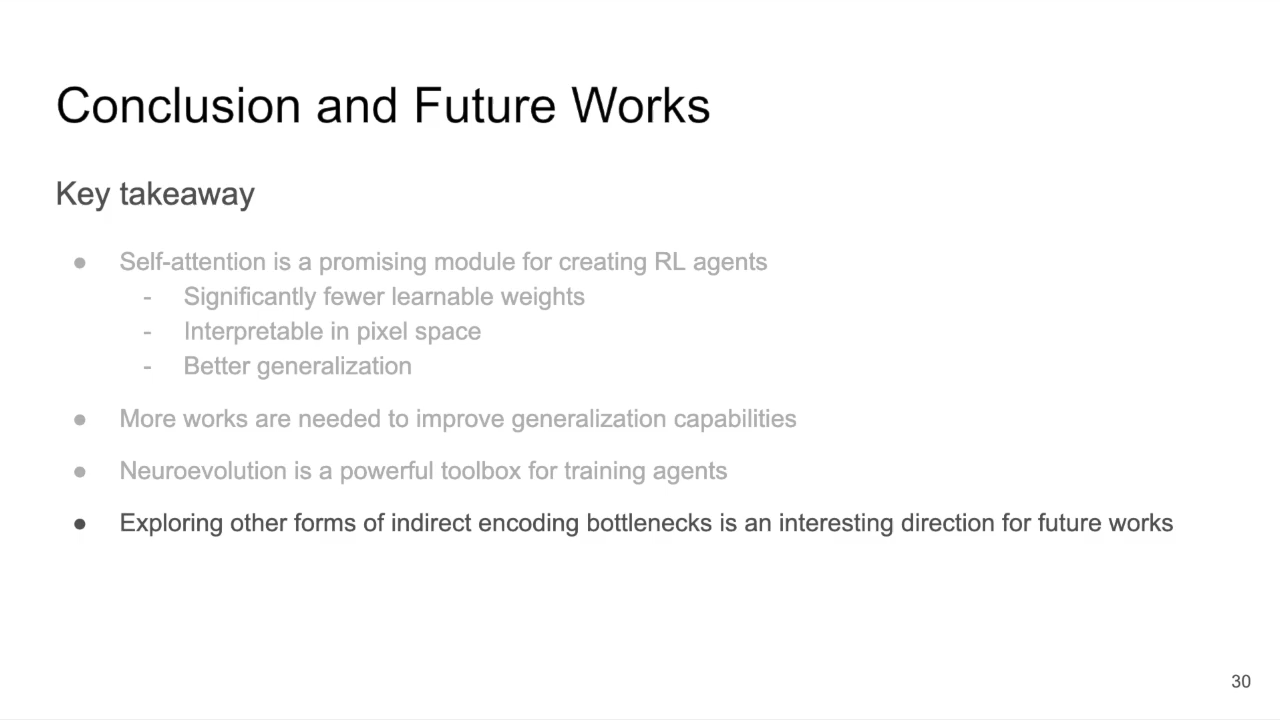 Conclusion and Future Works
Key takeaway
● Self-attention is a promising module for creating RL agents
- Significantly fewer learnable weights
- Interpretable in pixel space
- Better generalization
● More works are needed to improve generalization capabilities
● Neuroevolution is a powerful toolbox for training agents
● Exploring other forms of indirect encoding bottlenecks is an interesting direction for future works
30